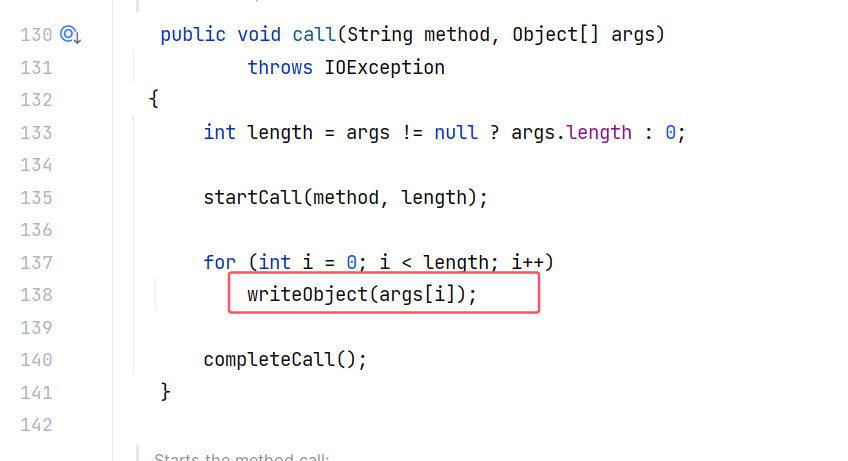 130 public void call(String method, Object[] args)
131 throws IOException
132 {
133 int length = args != null ? args.length : 0;
134
135 startCall(method, length);
136
137 for (int i = 0; i < length; i++)
138 writeObject(args[i]);
139
140 completeCall();
141 }
142
Starts the method call: